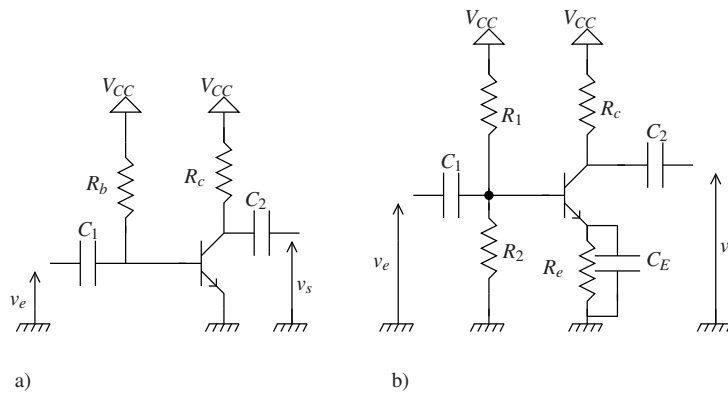 V_CC
V_CC
R_b
R_c
C_1
C_2
v_e
v_s
a)
V_CC
V_CC
R_1
R_c
C_1
C_2
v_e
R_2
R_e
C_E
v
b)